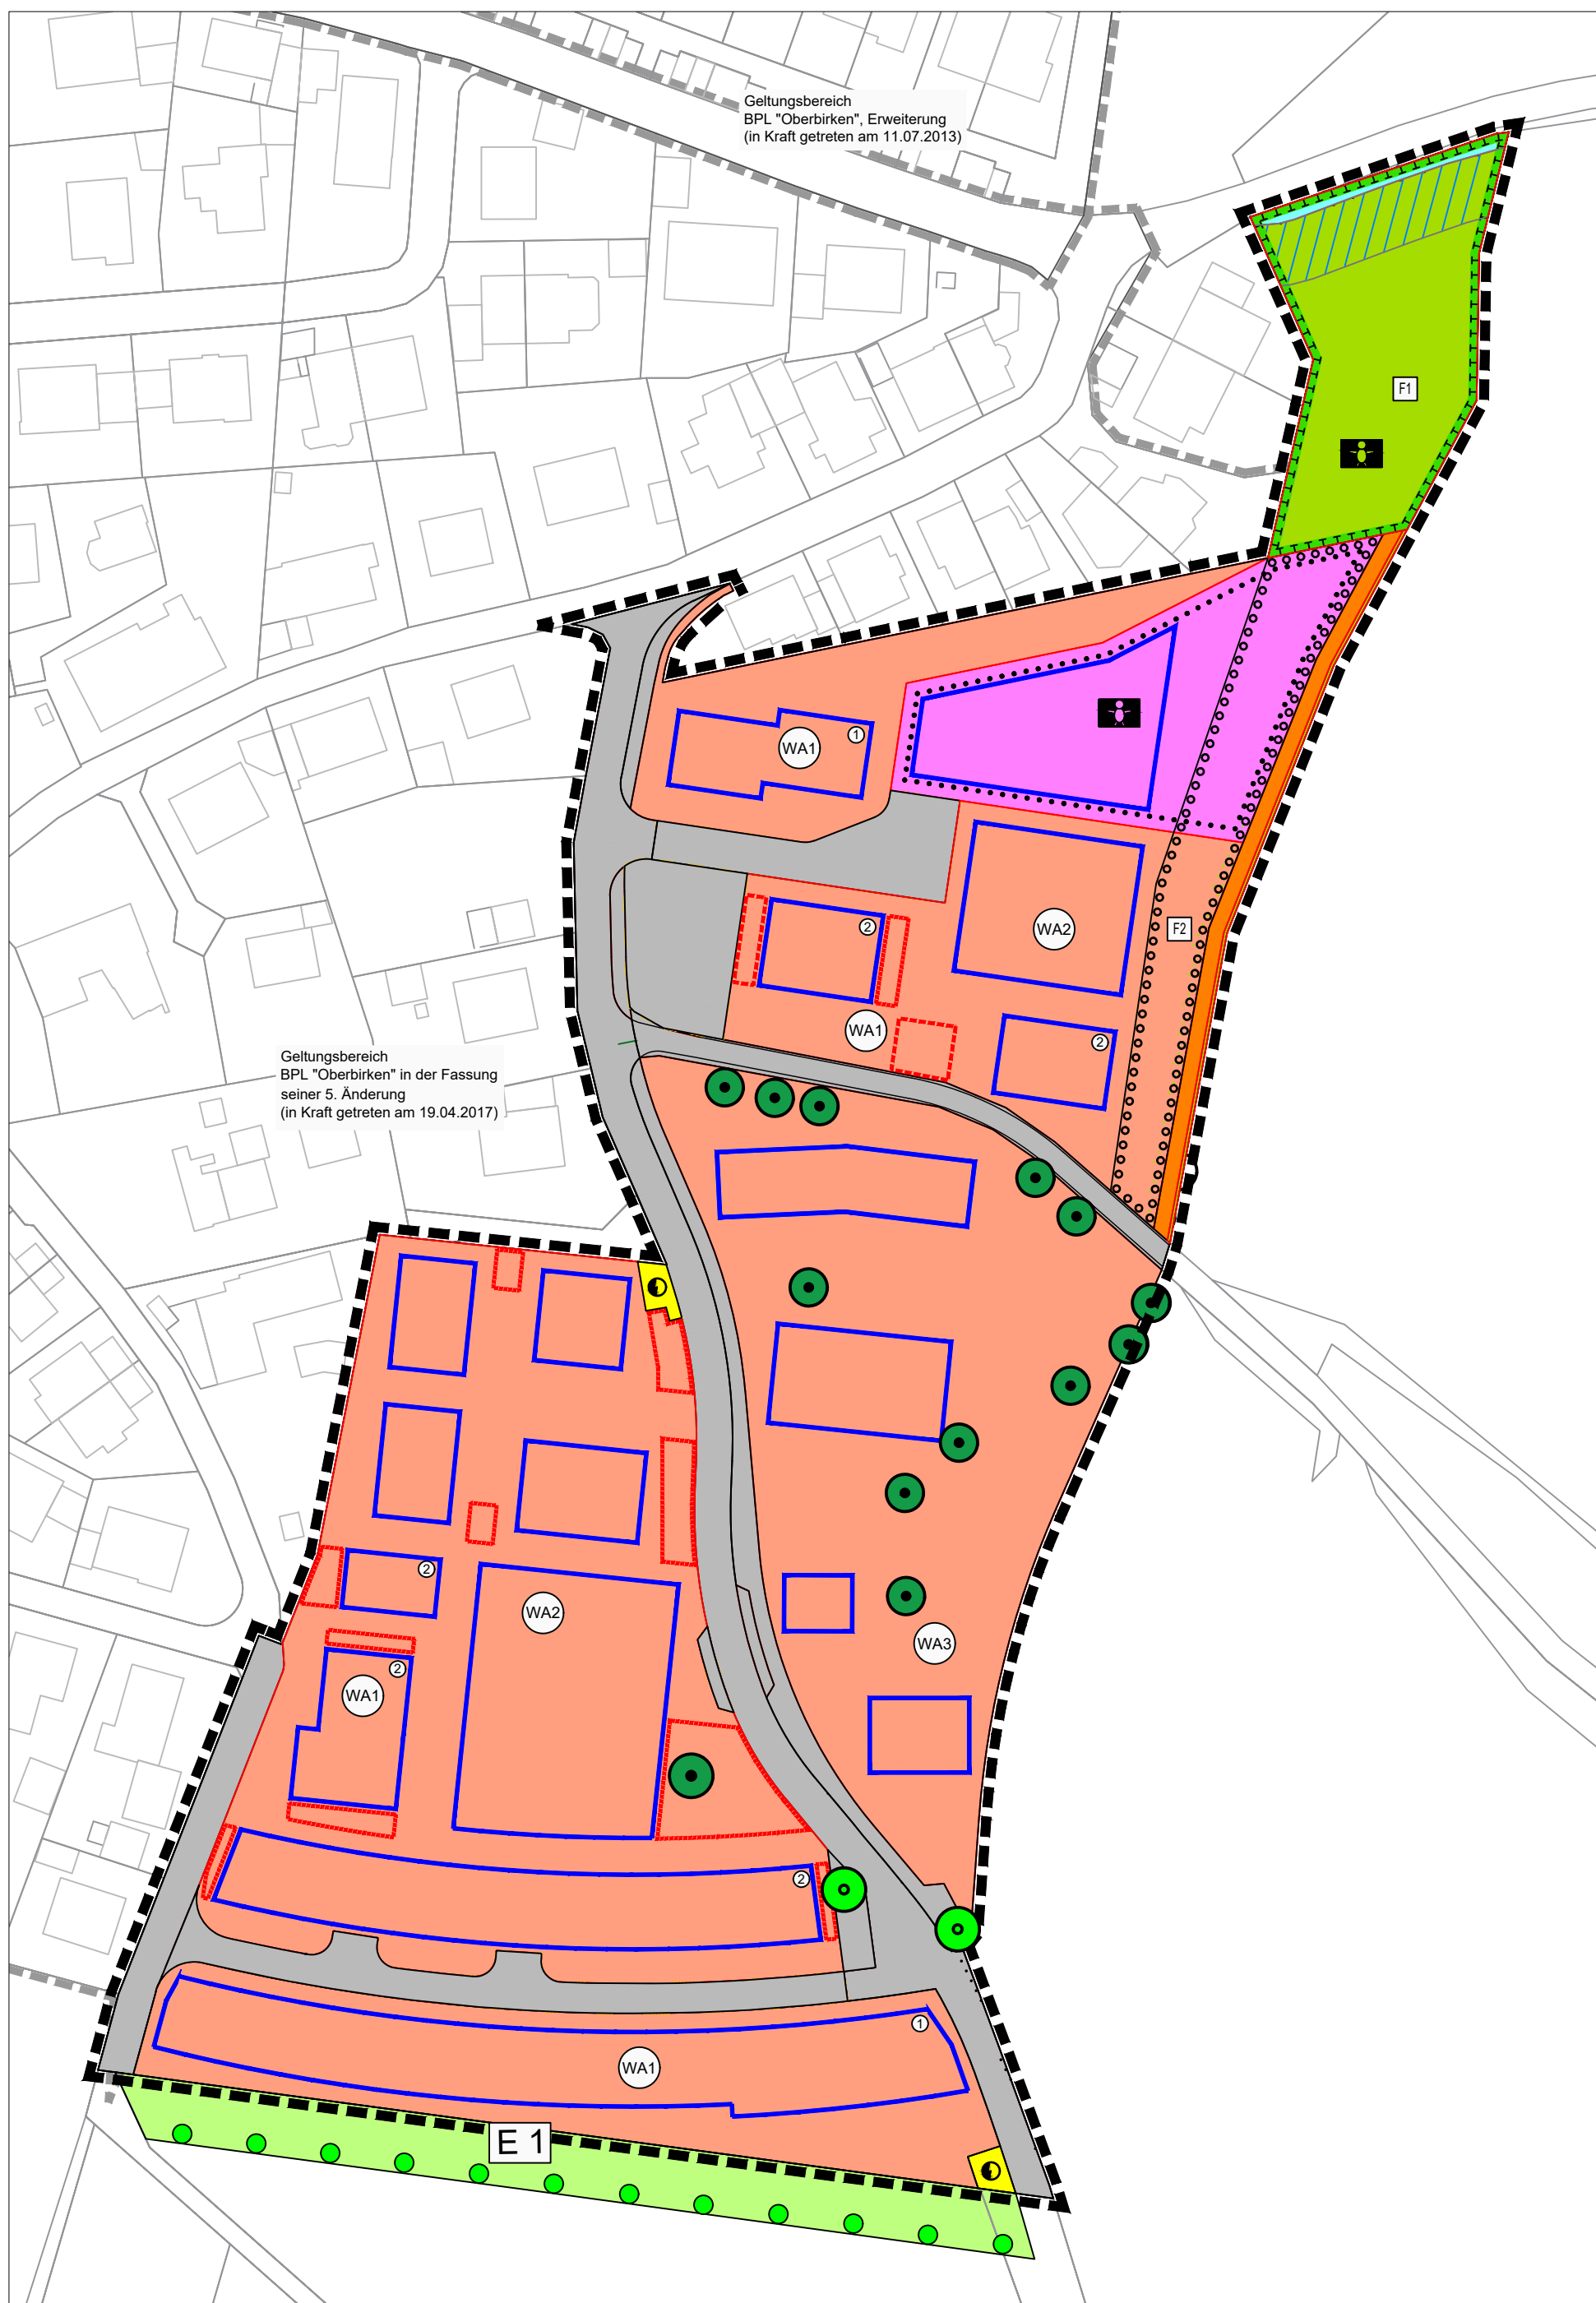 Geltungsbereich
BPL "Oberbirken", Erweiterung
(in Kraft getreten am 11.07.2013)
F1
WA1
1
2
WA2
F2
WA1
2
Geltungsbereich
BPL "Oberbirken" in der Fassung
seiner 5. Änderung
(in Kraft getreten am 19.04.2017)
2
WA2
WA3
2
WA1
2
1
WA1
E 1